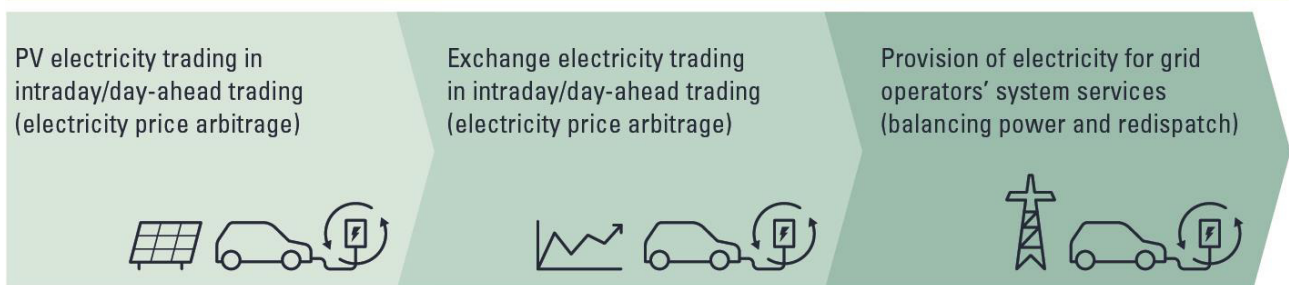 PV electricity trading in
intraday/day-ahead trading
(electricity price arbitrage)
Exchange electricity trading
in intraday/day-ahead trading
(electricity price arbitrage)
Provision of electricity for grid
operators’ system services
(balancing power and redispatch)